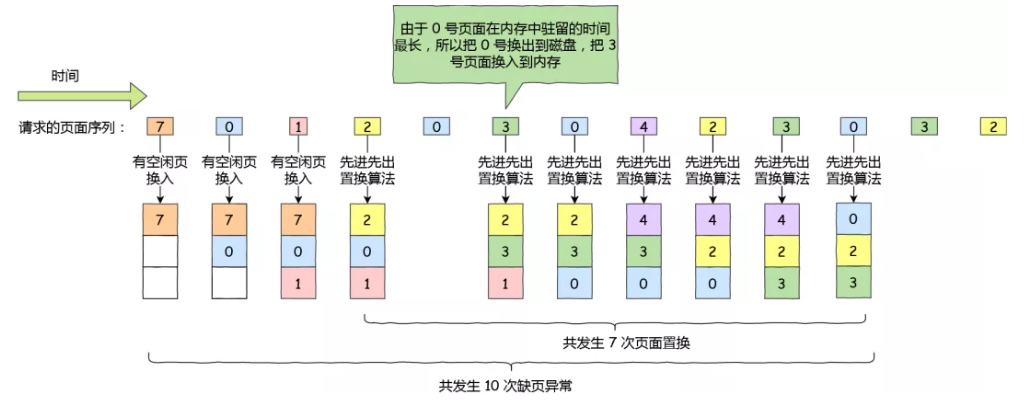 由于 0 号页面在内存中驻留的时间
最长，所以把 0 号换出到磁盘，把 3
号页面换入到内存
时间
请求的页面序列： 7 0 1 2 0 3 0 4 2 3 0 3 2
有空闲页 有空闲页 有空闲页 先进先出 先进先出 先进先出 先进先出 先进先出 先进先出 先进先出
换入 换入 换入 置换算法 置换算法 置换算法 置换算法 置换算法 置换算法 置换算法
7 7 7 2 2 2 4 4 4 0
0 0 0 3 3 3 2 2 2
1 1 1 0 0 0 3 3
共发生 7 次页面置换
共发生 10 次缺页异常